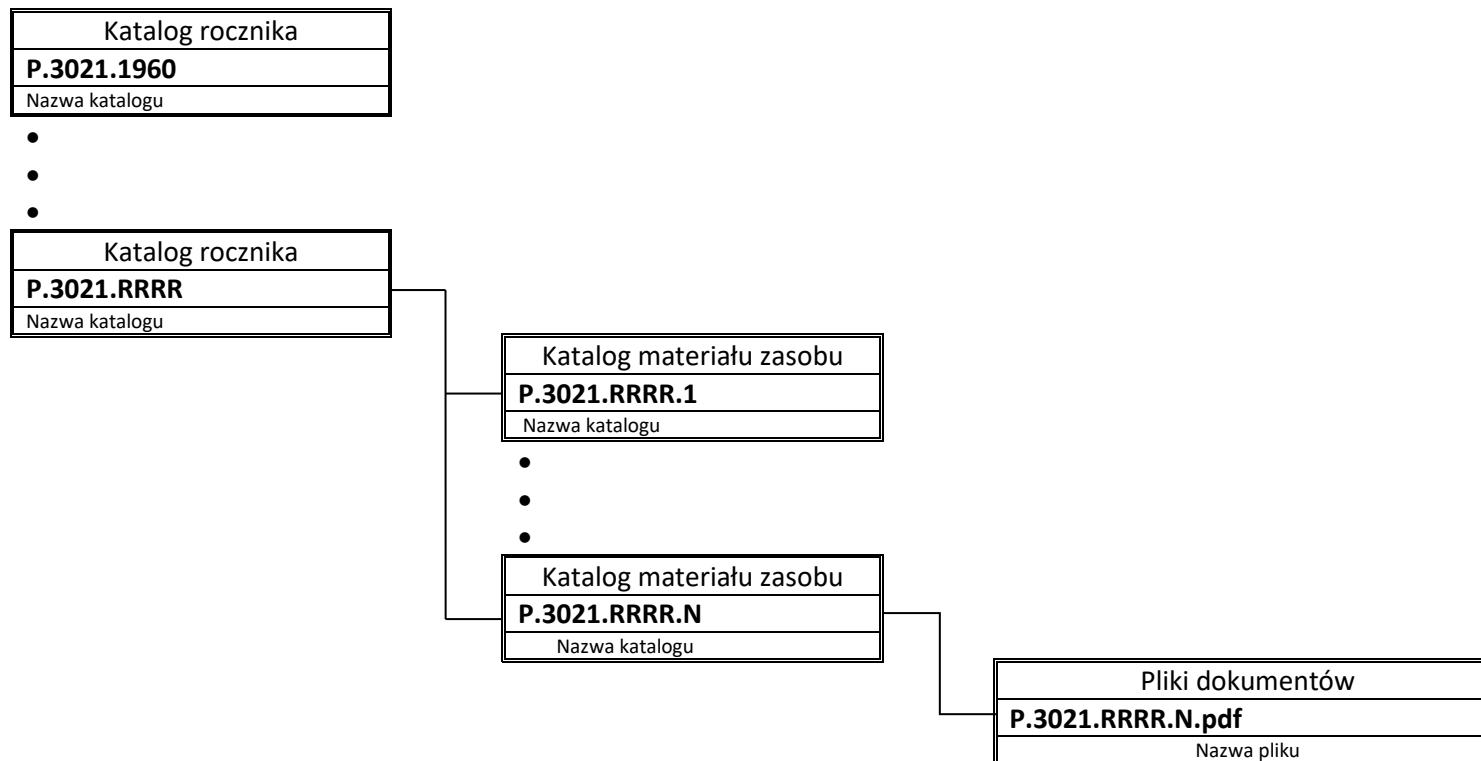 Katalog rocznika
P.3021.1960
Nazwa katalogu
•
•
•
Katalog rocznika
P.3021.RRRR
Nazwa katalogu
Katalog materiału zasobu
P.3021.RRRR.1
Nazwa katalogu
•
•
•
Katalog materiału zasobu
P.3021.RRRR.N
Nazwa katalogu
Pliki dokumentów
P.3021.RRRR.N.pdf
Nazwa pliku